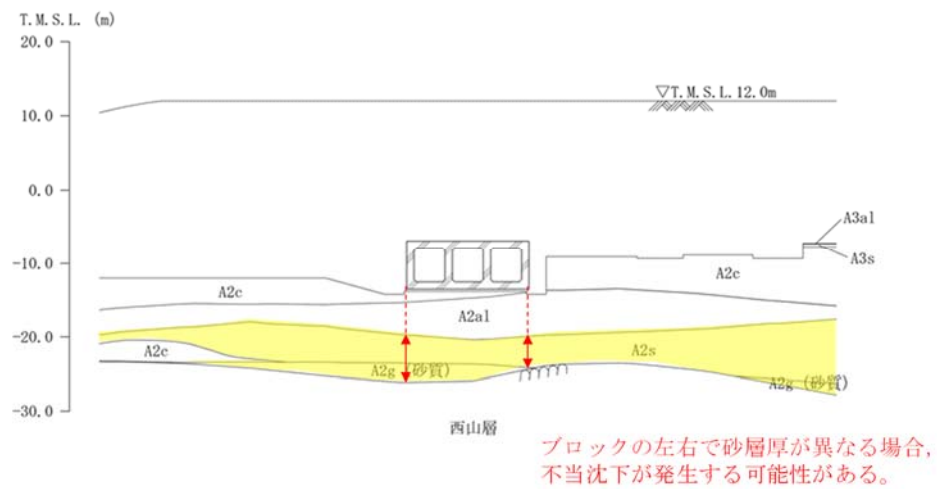 T.M.S.L. (m)
20.0
10.0
0.0
-10.0
-20.0
-30.0
▽T.M.S.L.12.0m
A3al
A3s
A2c
A2c
A2al
A2c
A2s
A2g (砂質)
A2g (砂質)
西山層
ブロックの左右で砂層厚が異なる場合,
不当沈下が発生する可能性がある。